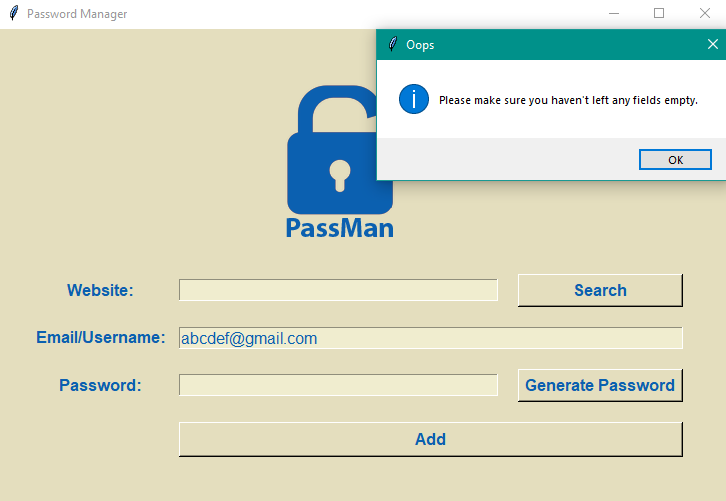 Password Manager
Oops
Please make sure you haven't left any fields empty.
OK
PassMan
Website:
Search
Email/Username:
abcdef@gmail.com
Password:
Generate Password
Add